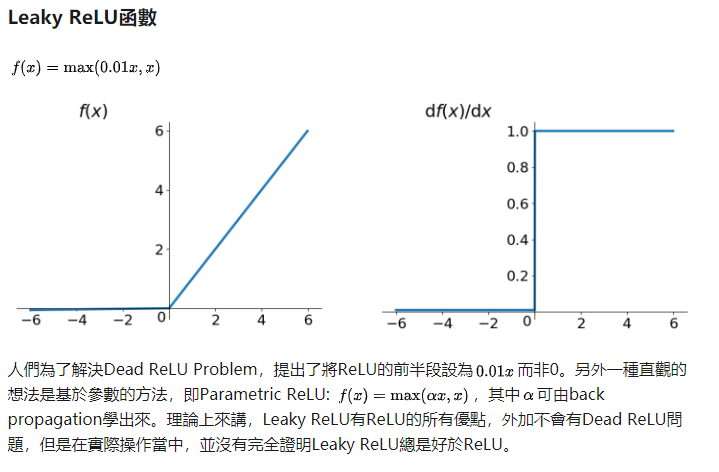 Leaky ReLU函數
f(x) = max(0.01x, x)
f(x)
6
4
2
−6 −4 −2 0 2 4 6
df(x)/dx
1.0
0.8
0.6
0.4
0.2
−6 −4 −2 0 2 4 6
人們為了解決Dead ReLU Problem，提出了將ReLU的前半段設為 0.01x 而非0。另外一種直觀的
想法是基於參數的方法，即Parametric ReLU: f(x) = max(αx, x) ，其中 α 可由back
propagation學出來。理論上來講，Leaky ReLU有ReLU的所有優點，外加不會有Dead ReLU問
題，但是在實際操作當中，並沒有完全證明Leaky ReLU總是好於ReLU。